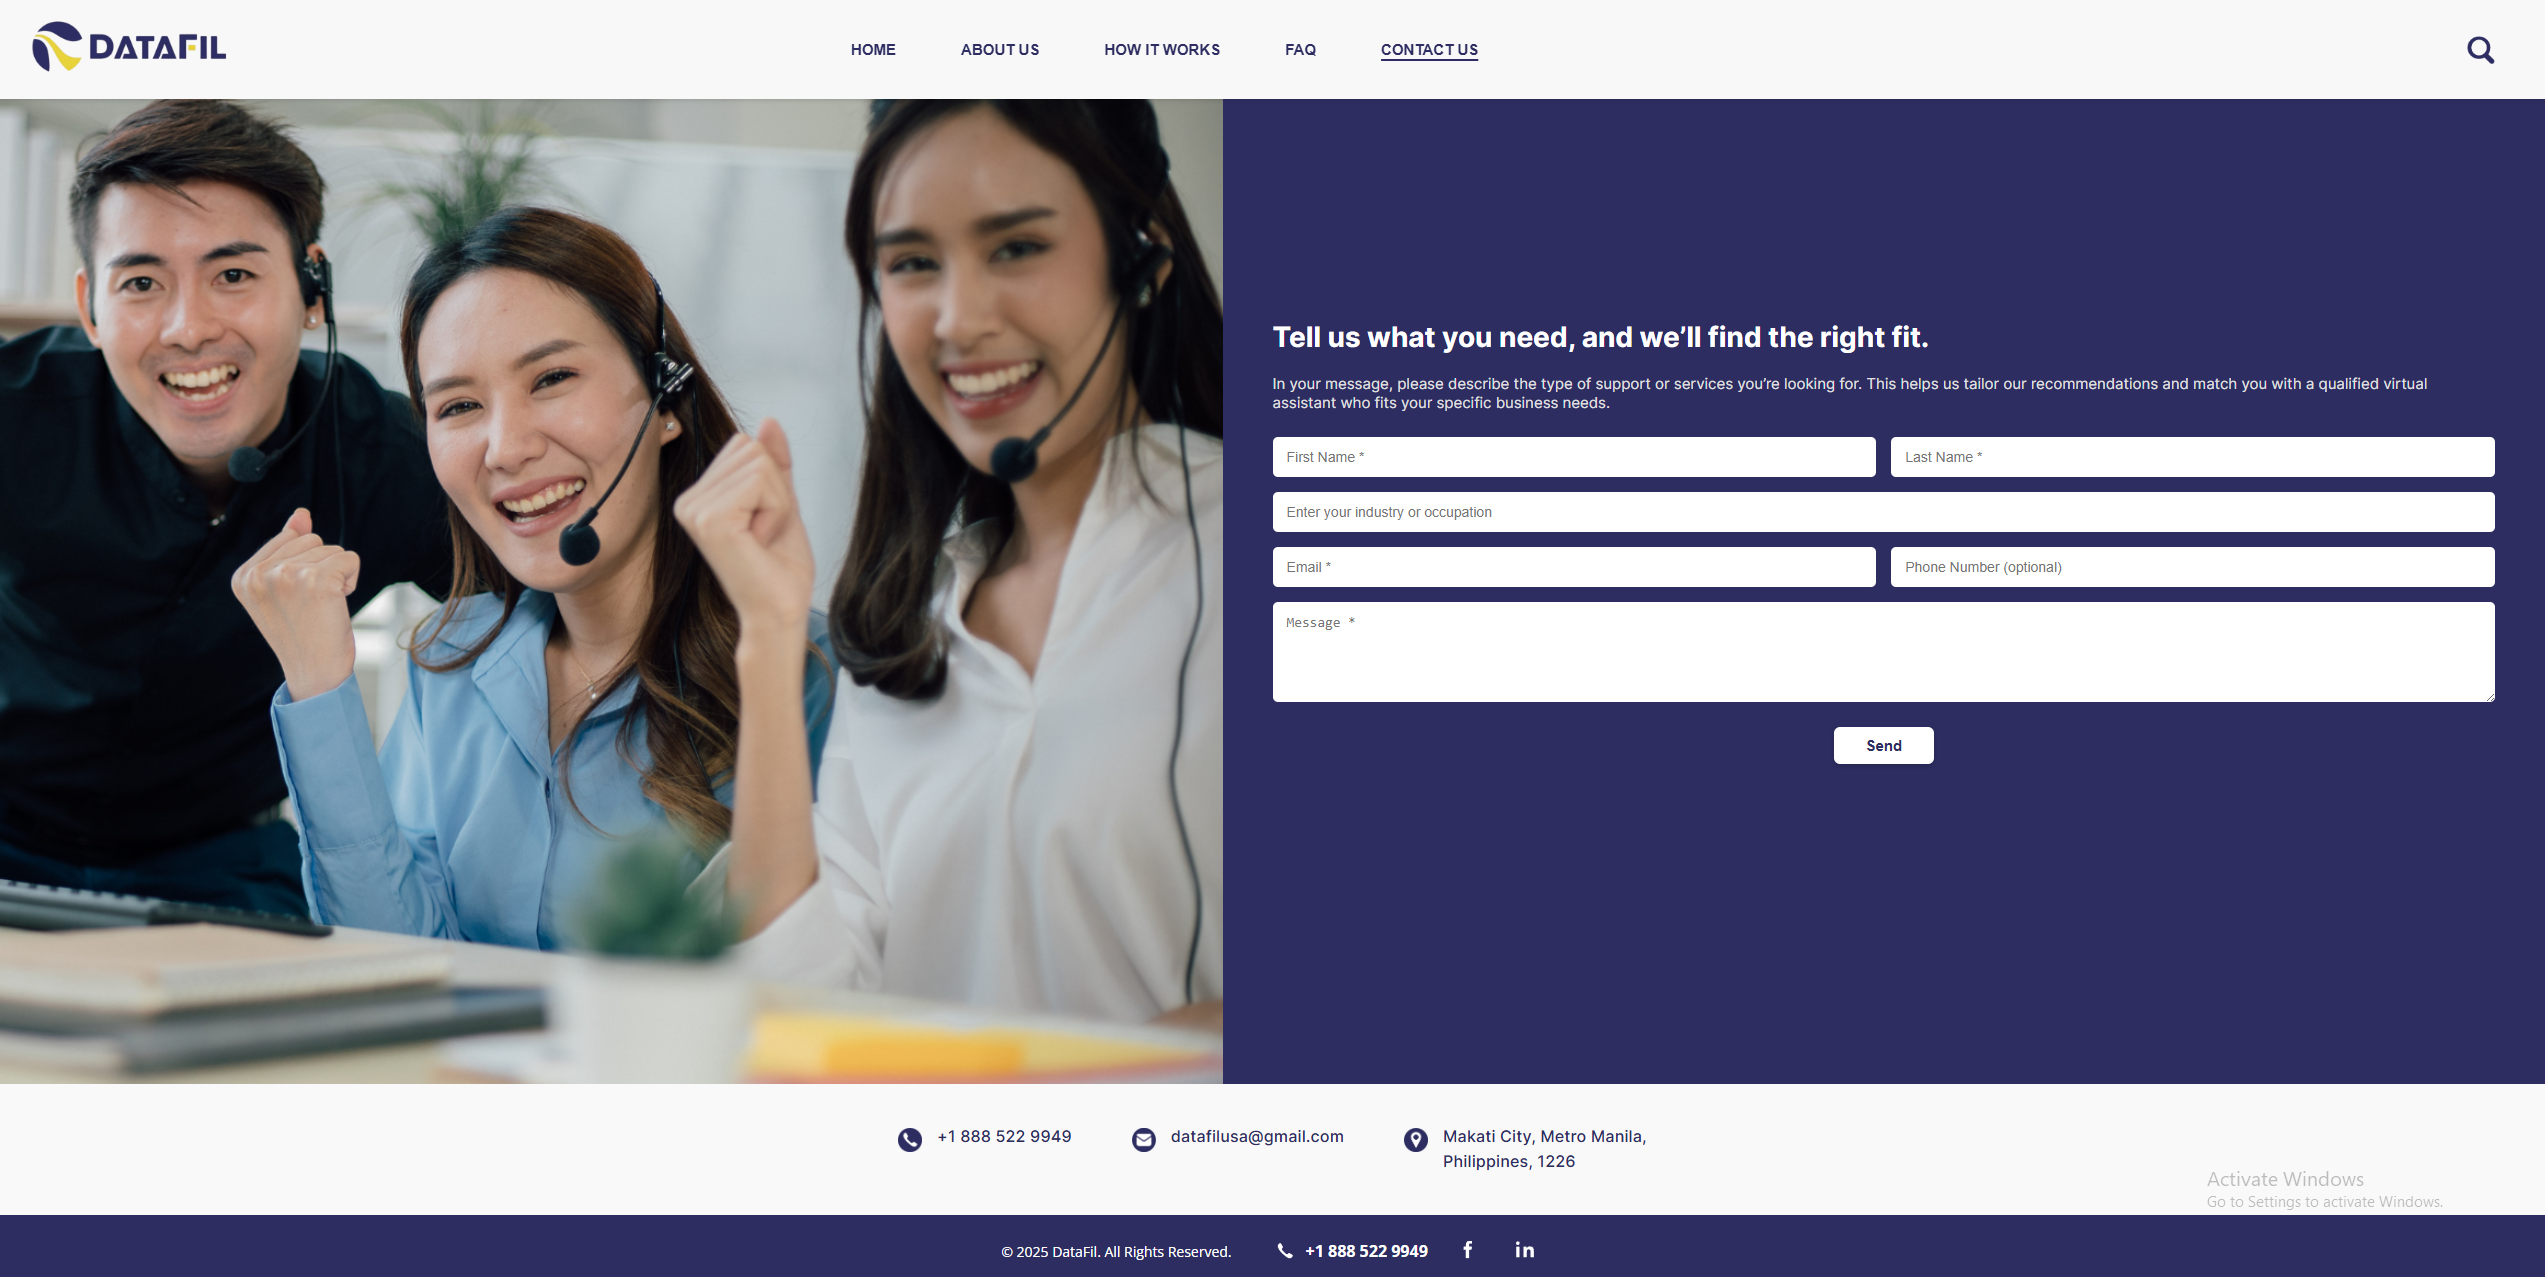 DATAFIL
HOME
ABOUT US
HOW IT WORKS
FAQ
CONTACT US
Tell us what you need, and we’ll find the right fit.
In your message, please describe the type of support or services you’re looking for. This helps us tailor our recommendations and match you with a qualified virtual
assistant who fits your specific business needs.
First Name *
Last Name *
Enter your industry or occupation
Email *
Phone Number (optional)
Message *
Send
+1 888 522 9949
datafilusa@gmail.com
Makati City, Metro Manila,
Philippines, 1226
Activate Windows
Go to Settings to activate Windows.
© 2025 DataFil. All Rights Reserved.
+1 888 522 9949
f
in